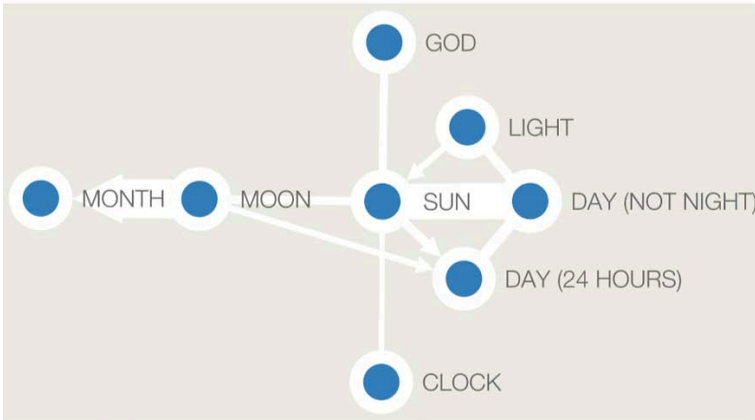 GOD
LIGHT
MONTH
MOON
SUN
DAY (NOT NIGHT)
DAY (24 HOURS)
CLOCK